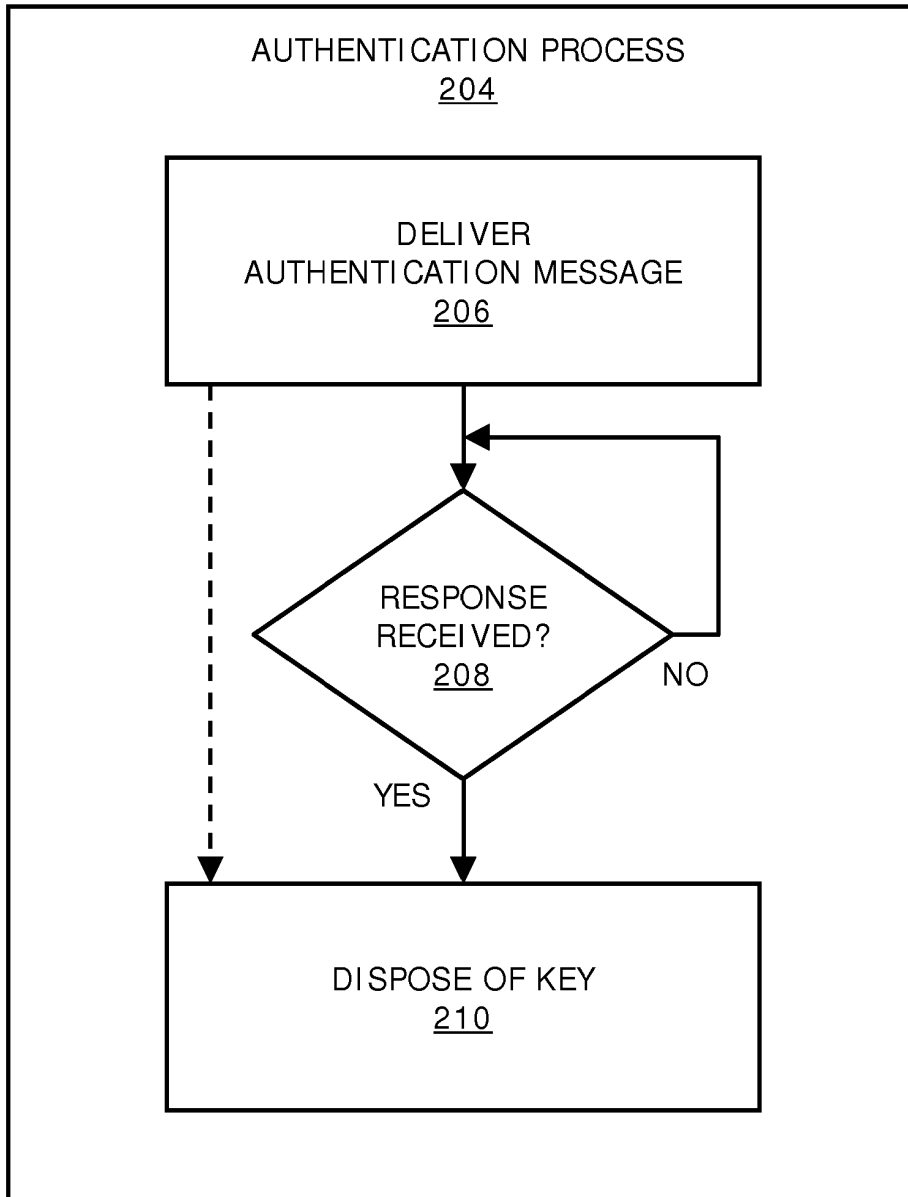 AUTHENTICATION PROCESS
204
DELIVER
AUTHENTICATION MESSAGE
206
RESPONSE
RECEIVED?
208
NO
YES
DISPOSE OF KEY
210